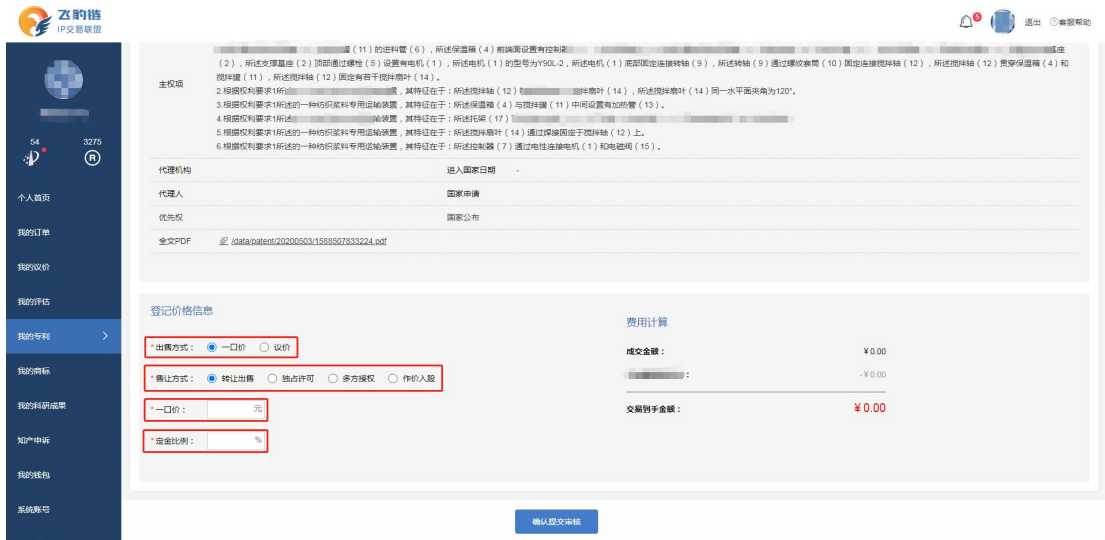 飞豹链
IP交易联盟
5
退出 ?客服帮助
主权项
(11)的进料管(6),所述保温箱(4)前端面设置有控制
(2),所述支撑基座(2)顶部通过螺栓(5)设置有电机(1),所述电机(1)的型号为Y90L-2,所述电机(1)底部固定连接转轴(9),所述转轴(9)通过螺纹套筒(10)固定连接搅拌轴(12),所述搅拌轴(12)贯穿保温箱(4)和
搅拌罐(11),所述搅拌轴(12)固定有若干搅拌扇叶(14)。
2.根据权利要求1所述 ,其特征在于:所述搅拌轴(12) 拌扇叶(14),所述搅拌扇叶(14)同一水平面夹角为120°。
3.根据权利要求1所述的一种纺织浆料专用运输装置,其特征在于:所述保温箱(4)与搅拌罐(11)中间设置有加热管(13)。
4.根据权利要求1所述 输装置,其特征在于:所述托架(17)
5.根据权利要求1所述的一种纺织浆料专用运输装置,其特征在于:所述搅拌扇叶(14)通过焊接固定于搅拌轴(12)上。
6.根据权利要求1所述的一种纺织浆料专用运输装置,其特征在于:所述控制器(7)通过电性连接电机(1)和电磁阀(15)。
代理机构 进入国家日期 -
代理人 国家申请
优先权 国家公布
全文PDF /data/patent/20200503/1588507833224.pdf
54 3275
R
个人首页
我的订单
我的议价
我的评估
我的专利 >
我的商标
我的科研成果
知产申诉
我的钱包
系统账号
登记价格信息
*出售方式: 一口价 议价
*售让方式: 转让出售 独占许可 多方授权 作价入股
*一口价: 元
*定金比例: %
费用计算
成交金额: ¥0.00
: -¥0.00
交易到手金额: ¥0.00
确认提交审核